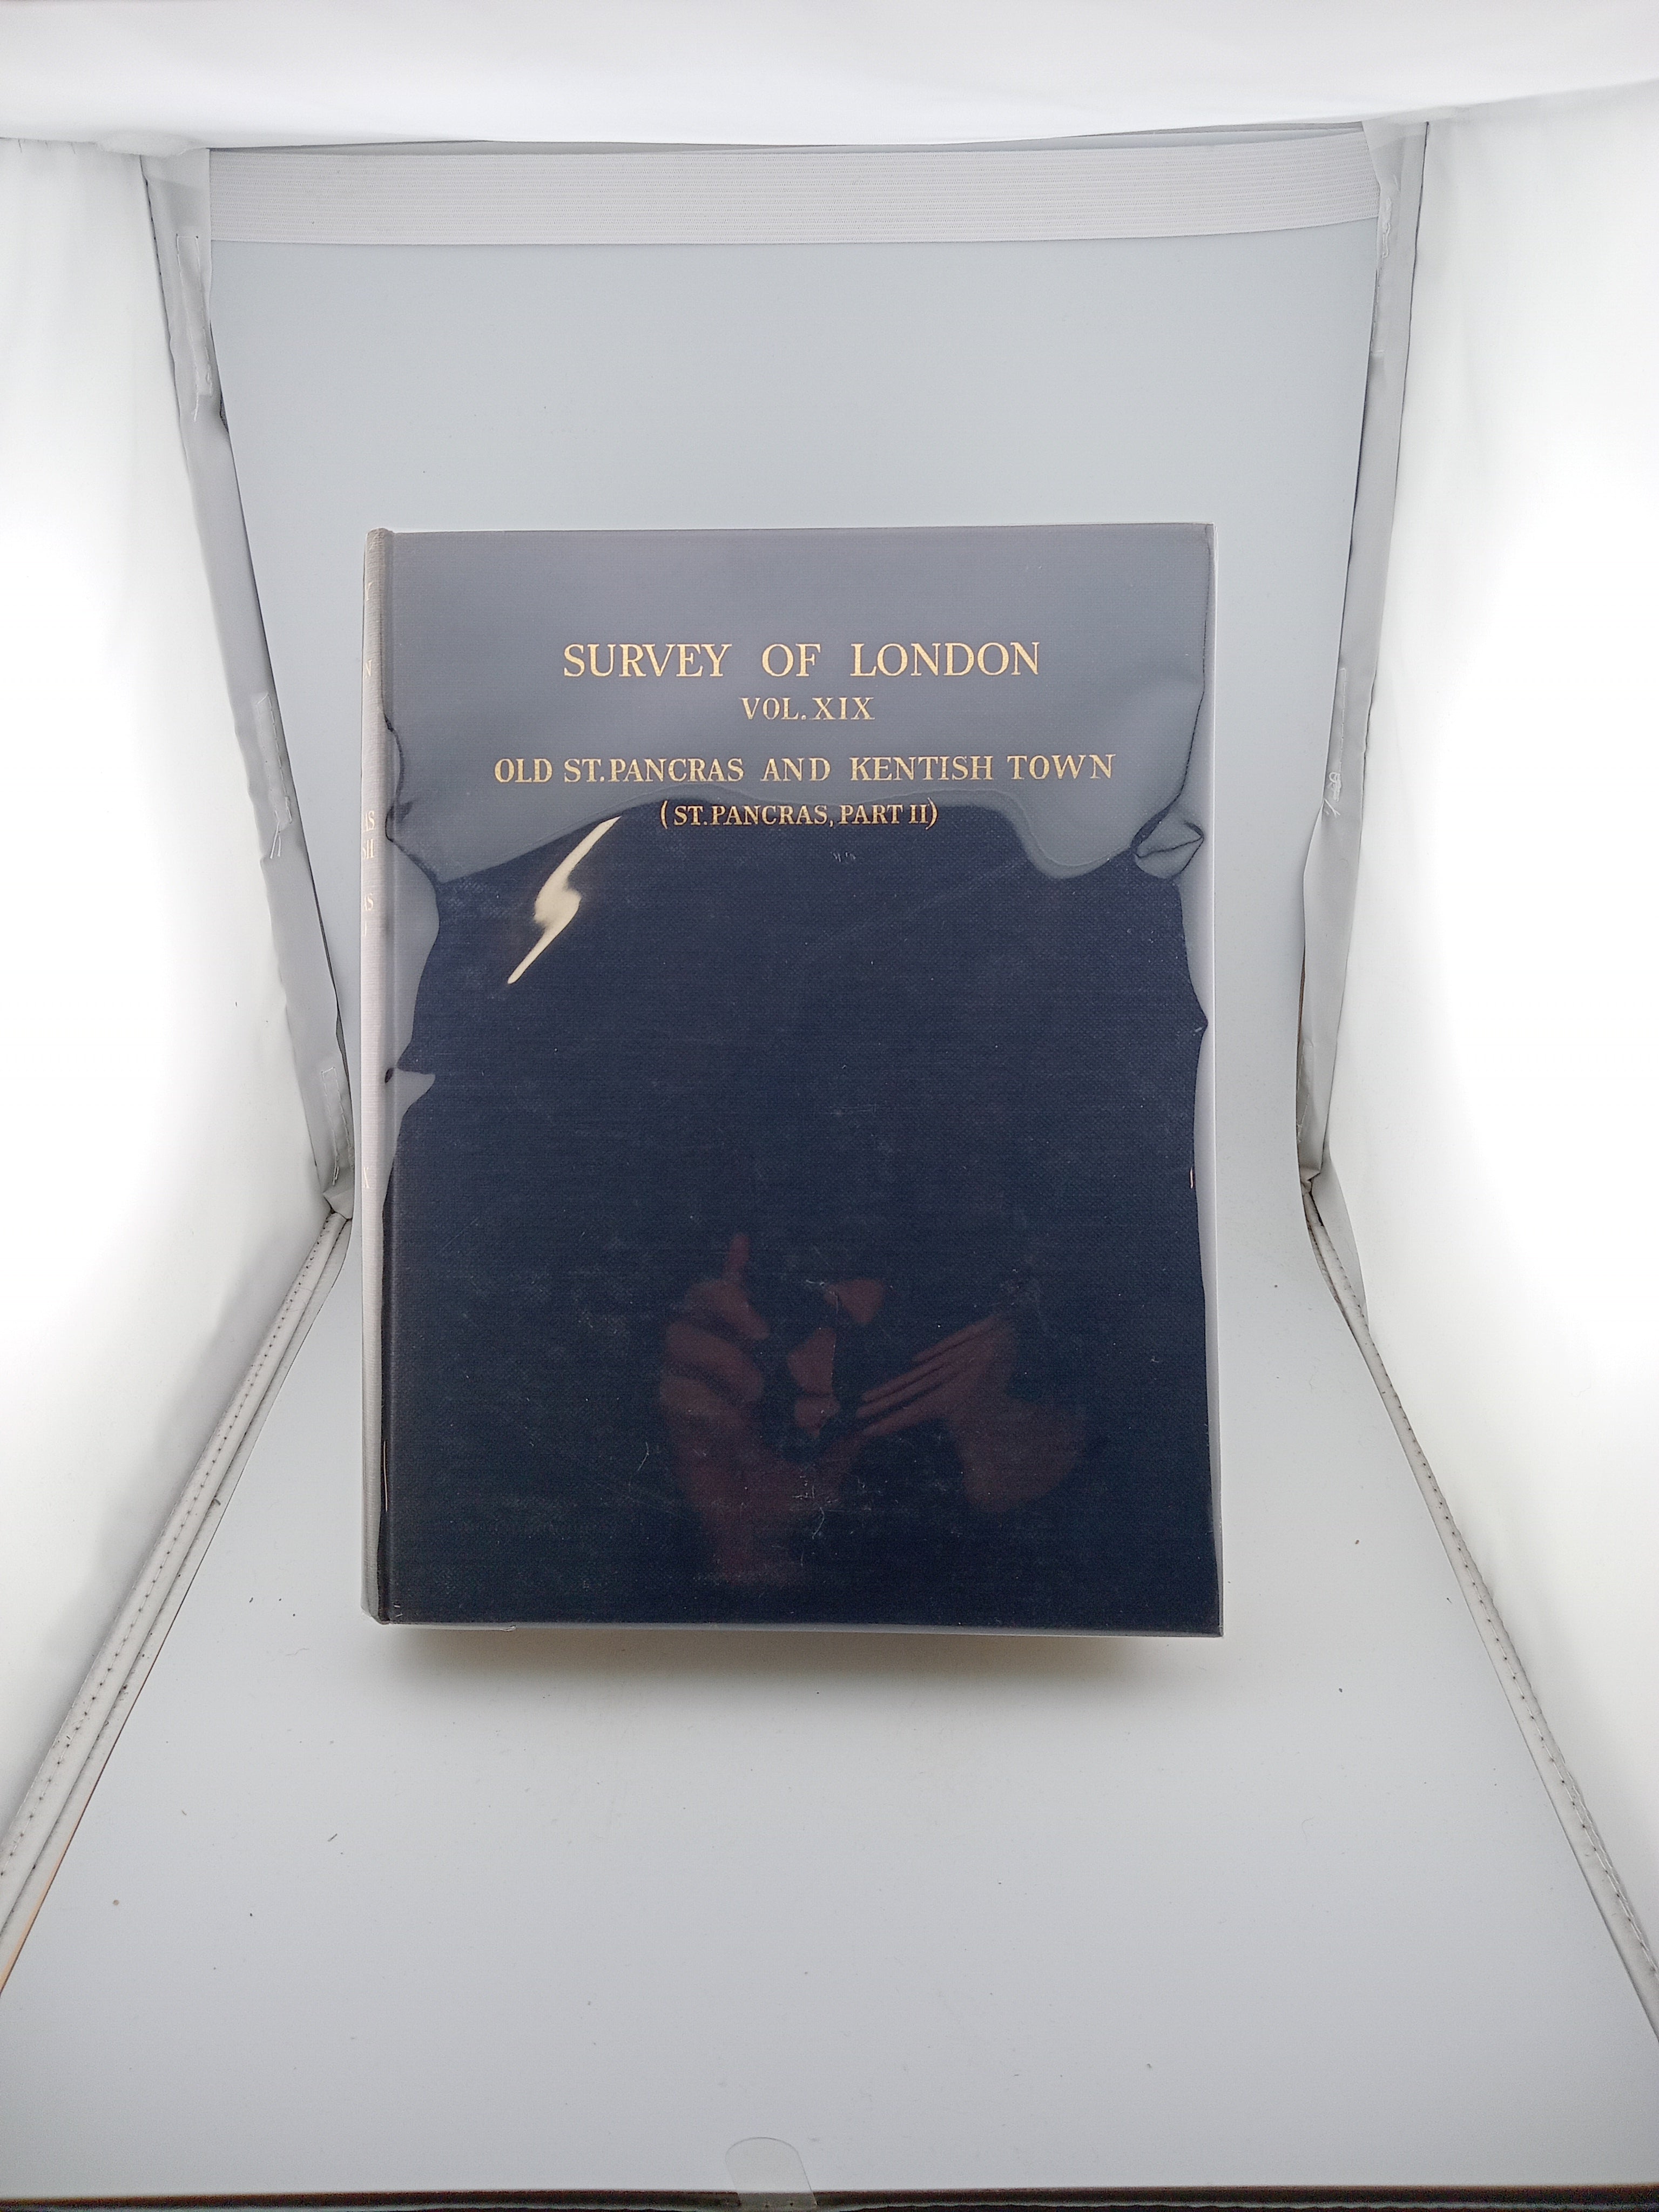 SURVEY OF LONDON
VOL. XIX
OLD ST. PANCRAS AND KENTISH TOWN
(ST. PANCRAS, PART II)